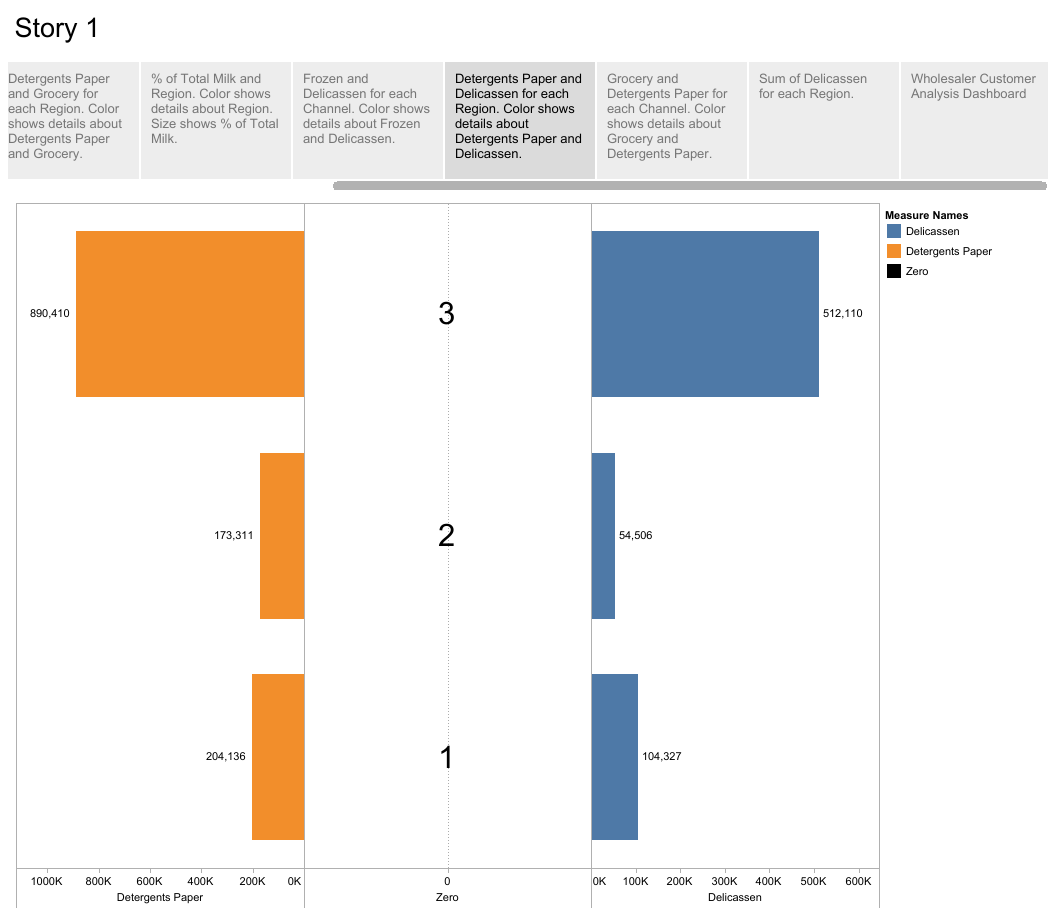 Story 1
Detergents Paper
and Grocery for
each Region. Color
shows details about
Detergents Paper
and Grocery.
% of Total Milk and
Region. Color shows
details about Region.
Size shows % of Total
Milk.
Frozen and
Delicassen for each
Channel. Color shows
details about Frozen
and Delicassen.
Detergents Paper and
Delicassen for each
Region. Color shows
details about
Detergents Paper and
Delicassen.
Grocery and
Detergents Paper for
each Channel. Color
shows details about
Grocery and
Detergents Paper.
Sum of Delicassen
for each Region.
Wholesaler Customer
Analysis Dashboard
Measure Names
Delicassen
Detergents Paper
Zero
890,410
3
512,110
173,311
2
54,506
204,136
1
104,327
1000K 800K 600K 400K 200K 0K
0
0K 100K 200K 300K 400K 500K 600K
Detergents Paper
Zero
Delicassen